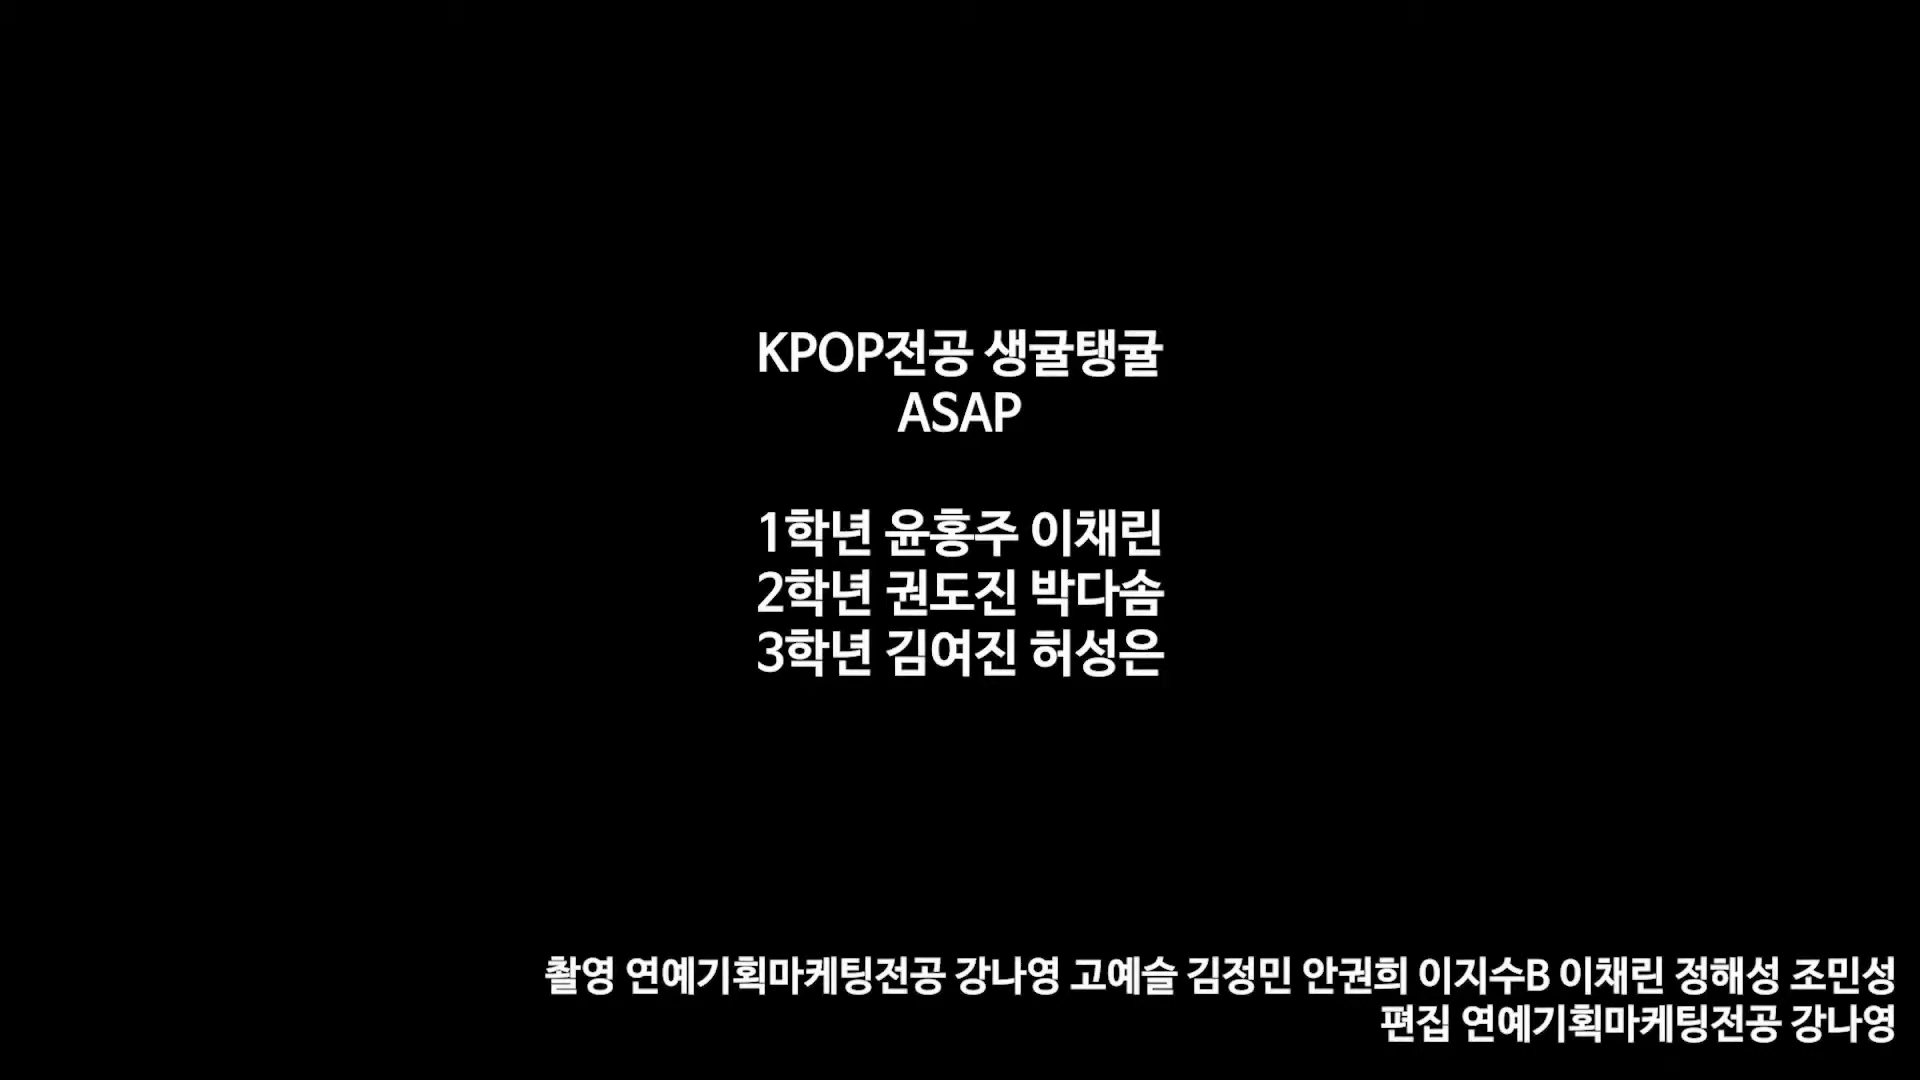 KPOP전공 생귤탱귤
ASAP
1학년 윤홍주 이채린
2학년 권도진 박다솜
3학년 김여진 허성은
촬영 연예기획마케팅전공 강나영 고예슬 김정민 안권희 이지수B 이채린 정해성 조민성
편집 연예기획마케팅전공 강나영